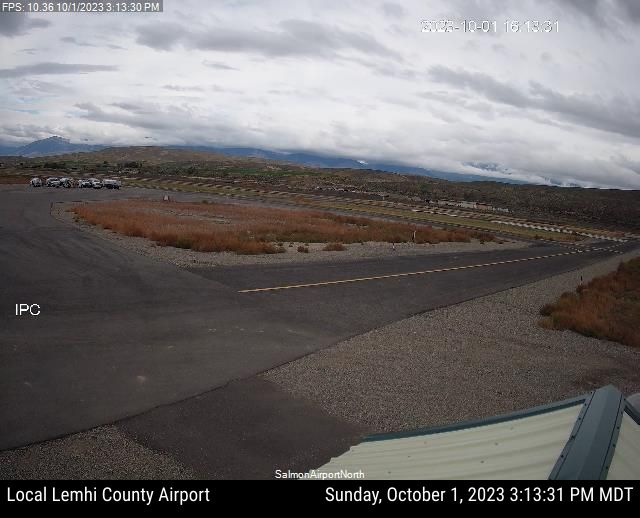 FPS: 10.36 10/1/2023 3:13:30 PM
2023-10-01 16:13:31
IPC
SalmonAirportNorth
Local Lemhi County Airport Sunday, October 1, 2023 3:13:31 PM MDT